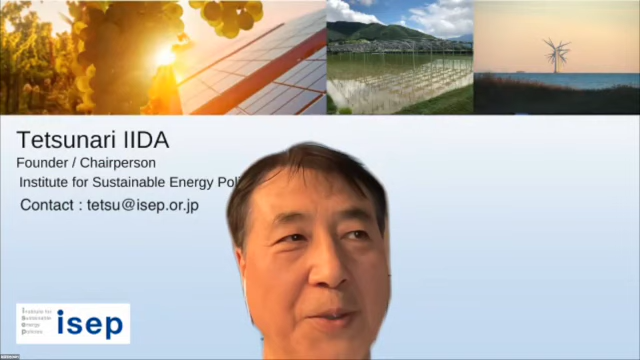 Tetsunari IIDA
Founder / Chairperson
Institute for Sustainable Energy Poli
Contact : tetsu@isep.or.jp
Institute for
Sustainable
Energy
Policies
isep